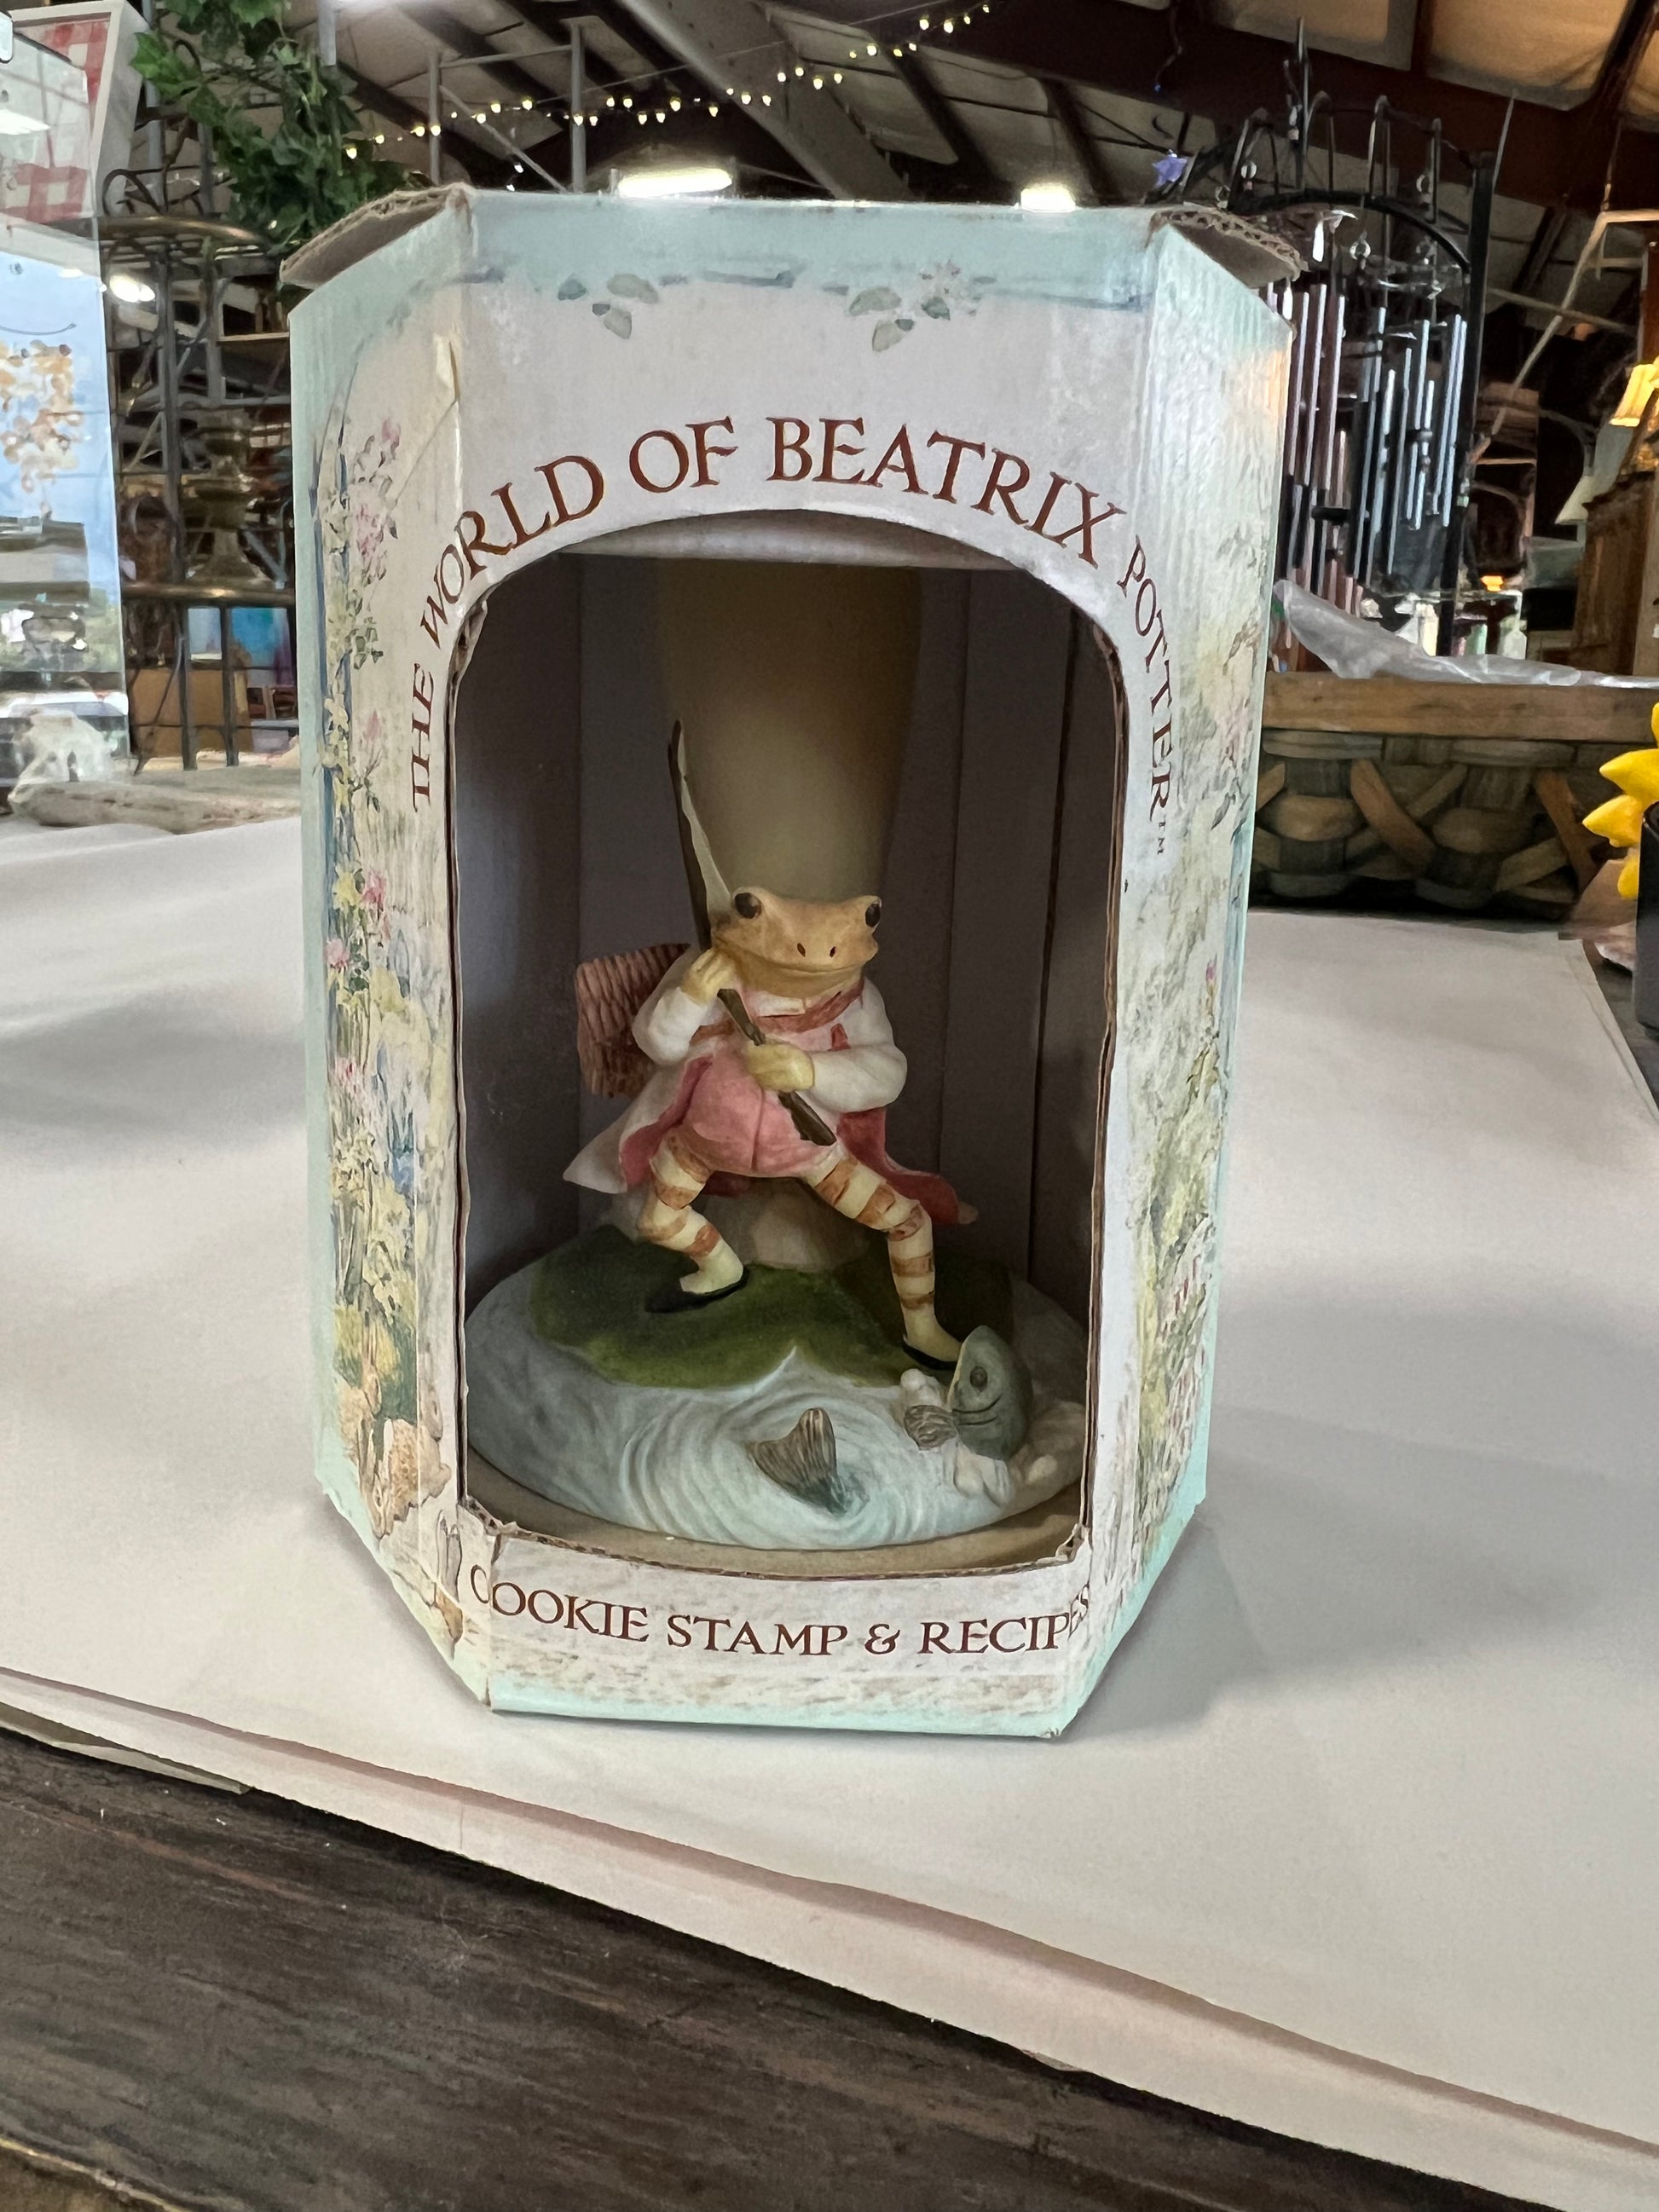 THE WORLD OF BEATRIX POTTER™
COOKIE STAMP & RECIPES